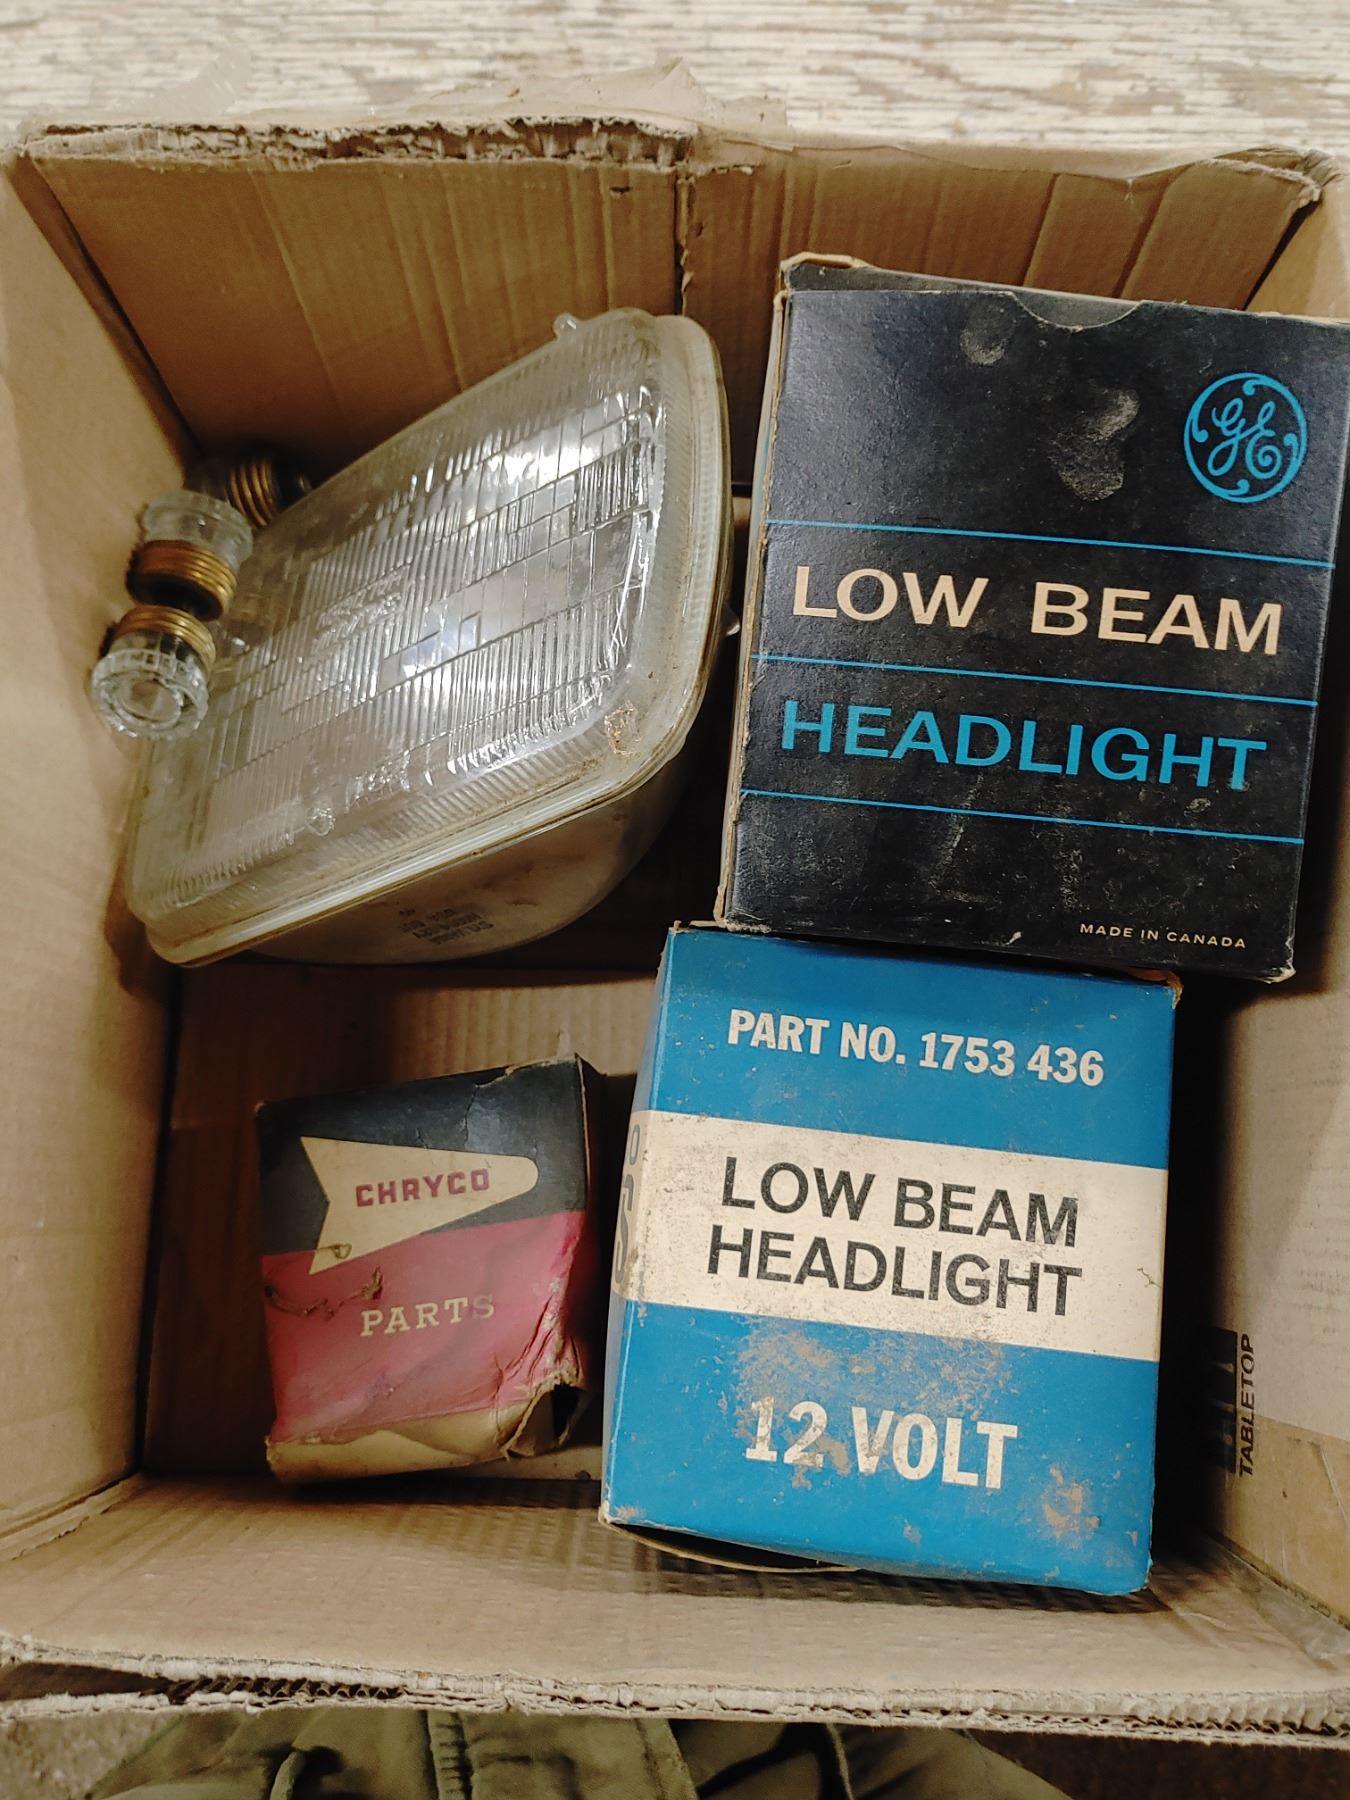 GE
LOW BEAM
HEADLIGHT
MADE IN CANADA
PART NO. 1753 436
LOW BEAM
HEADLIGHT
12 VOLT
CHRYCO
PARTS
TABLETOP